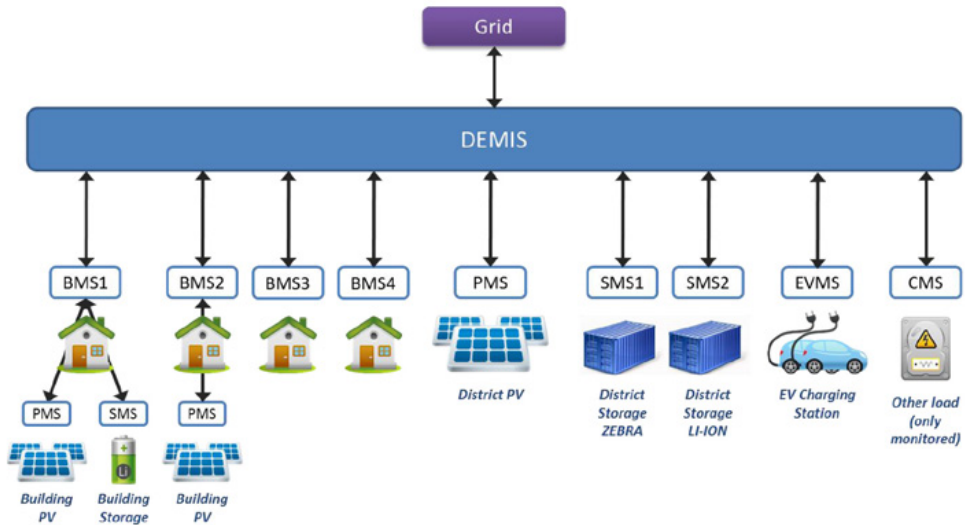 Grid
DEMIS
BMS1
BMS2
BMS3
BMS4
PMS
SMS1
SMS2
EVMS
CMS
District PV
District
Storage
ZEBRA
District
Storage
LI-ION
EV Charging
Station
Other load
(only
monitored)
PMS
SMS
PMS
Li
Building
PV
Building
Storage
Building
PV